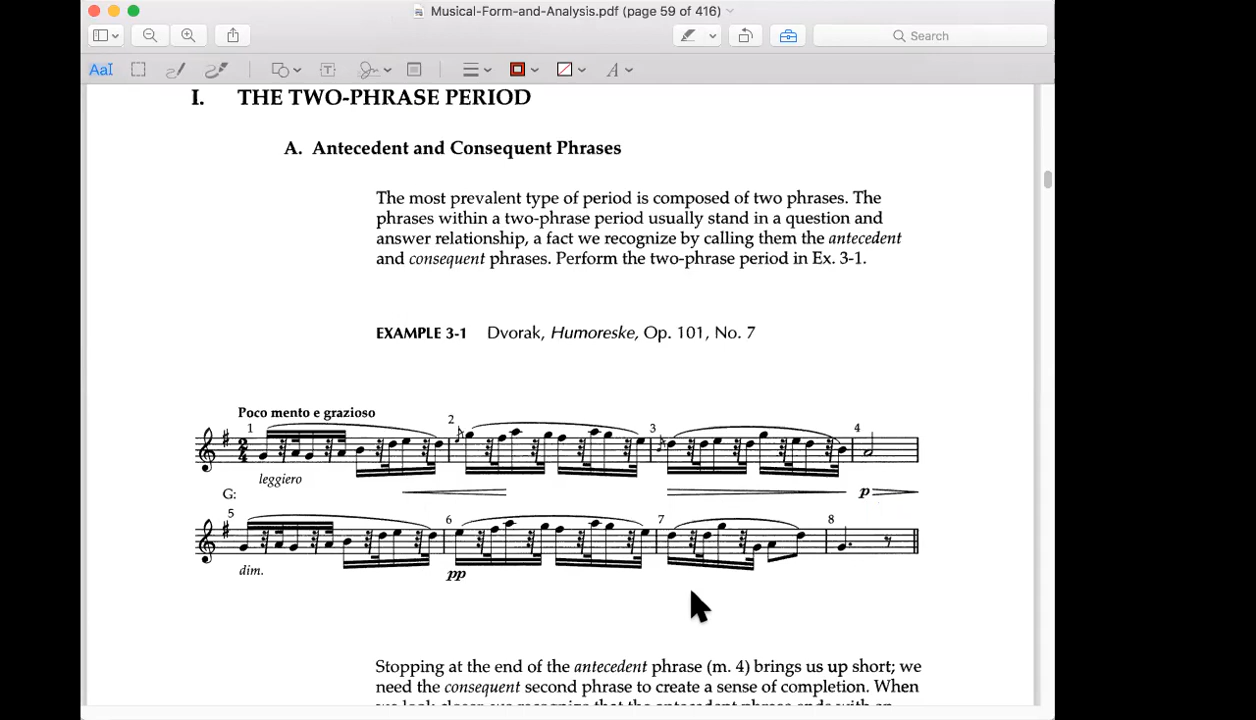 Musical-Form-and-Analysis.pdf (page 59 of 416)
Search
AaI
T
A
I. THE TWO-PHRASE PERIOD
A. Antecedent and Consequent Phrases
The most prevalent type of period is composed of two phrases. The
phrases within a two-phrase period usually stand in a question and
answer relationship, a fact we recognize by calling them the antecedent
and consequent phrases. Perform the two-phrase period in Ex. 3-1.
EXAMPLE 3-1 Dvorak, Humoreske, Op. 101, No. 7
Poco mento e grazioso
1 2 3 4
2
4
leggiero
G: p
5 6 7 8
dim. pp
Stopping at the end of the antecedent phrase (m. 4) brings us up short; we
need the consequent second phrase to create a sense of completion. When